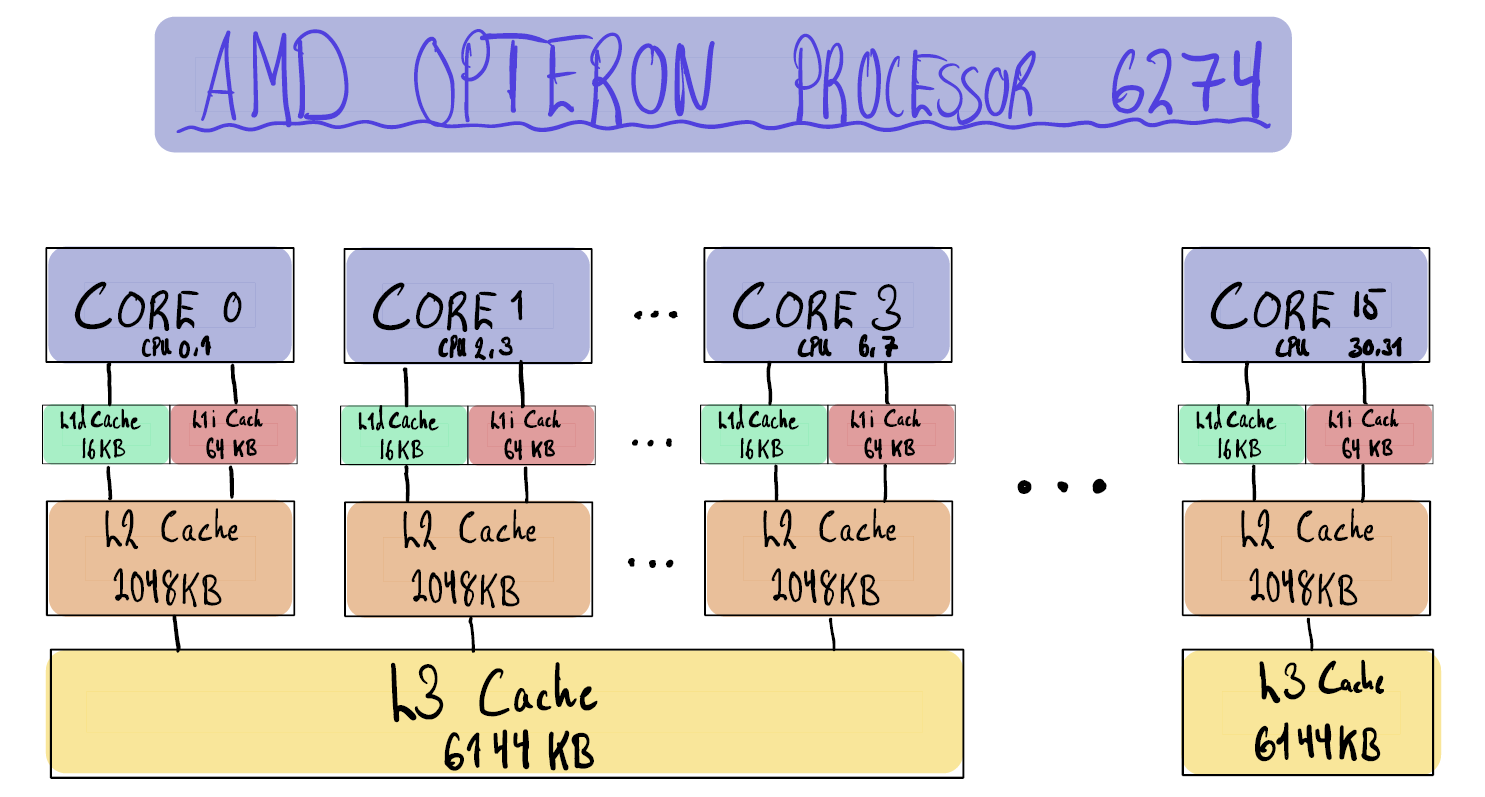 AMD OPTERON PROCESSOR 6274
CORE 0
CPU 0,1
CORE 1
CPU 2,3
...
CORE 3
CPU 6,7
CORE 15
CPU 30,31
L1d Cache
16KB
L1i Cach
64 KB
L1d Cache
16KB
L1i Cach
64 KB
...
L1d Cache
16KB
L1i Cach
64 KB
...
L1d Cache
16KB
L1i Cach
64 KB
L2 Cache
2048KB
L2 Cache
2048KB
...
L2 Cache
2048KB
L2 Cache
2048KB
L3 Cache
6144 KB
L3 Cache
6144KB